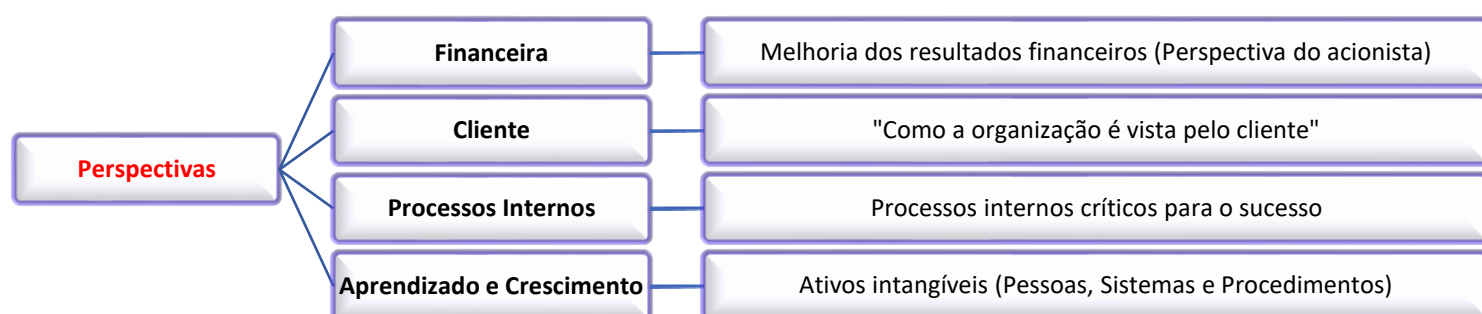 Perspectivas
Financeira
Melhoria dos resultados financeiros (Perspectiva do acionista)
Cliente
"Como a organização é vista pelo cliente"
Processos Internos
Processos internos críticos para o sucesso
Aprendizado e Crescimento
Ativos intangíveis (Pessoas, Sistemas e Procedimentos)